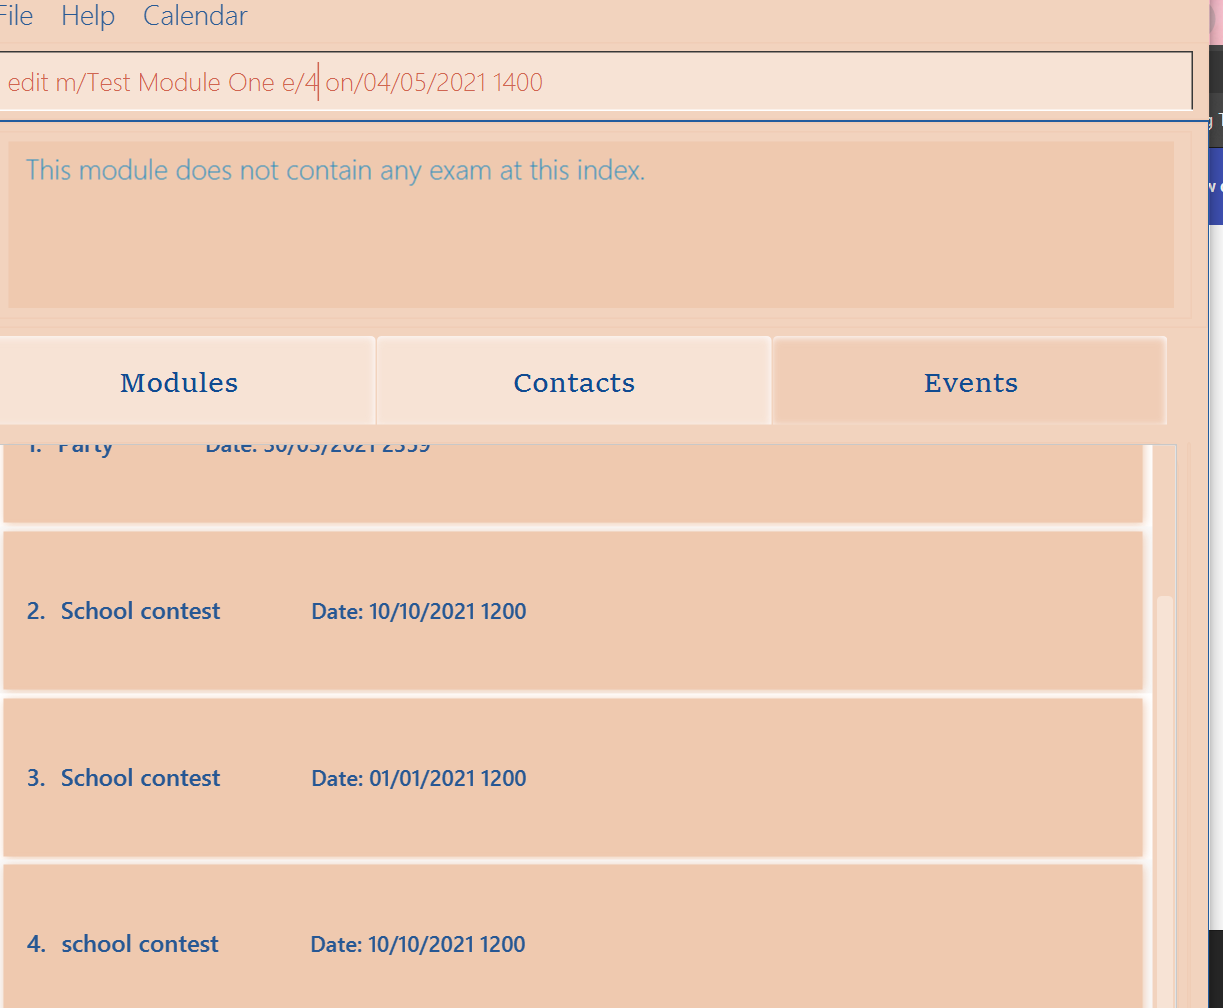 File Help Calendar
edit m/Test Module One e/4 on/04/05/2021 1400
This module does not contain any exam at this index.
Modules Contacts Events
1. Party Date: 30/03/2021 2359
2. School contest Date: 10/10/2021 1200
3. School contest Date: 01/01/2021 1200
4. school contest Date: 10/10/2021 1200